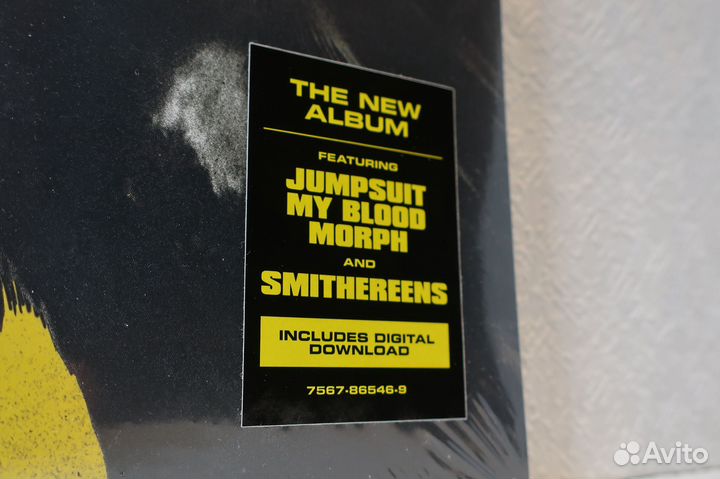 THE NEW
ALBUM
FEATURING
JUMPSUIT
MY BLOOD
MORPH
AND
SMITHEREENS
INCLUDES DIGITAL
DOWNLOAD
7567-86546-9
Avito